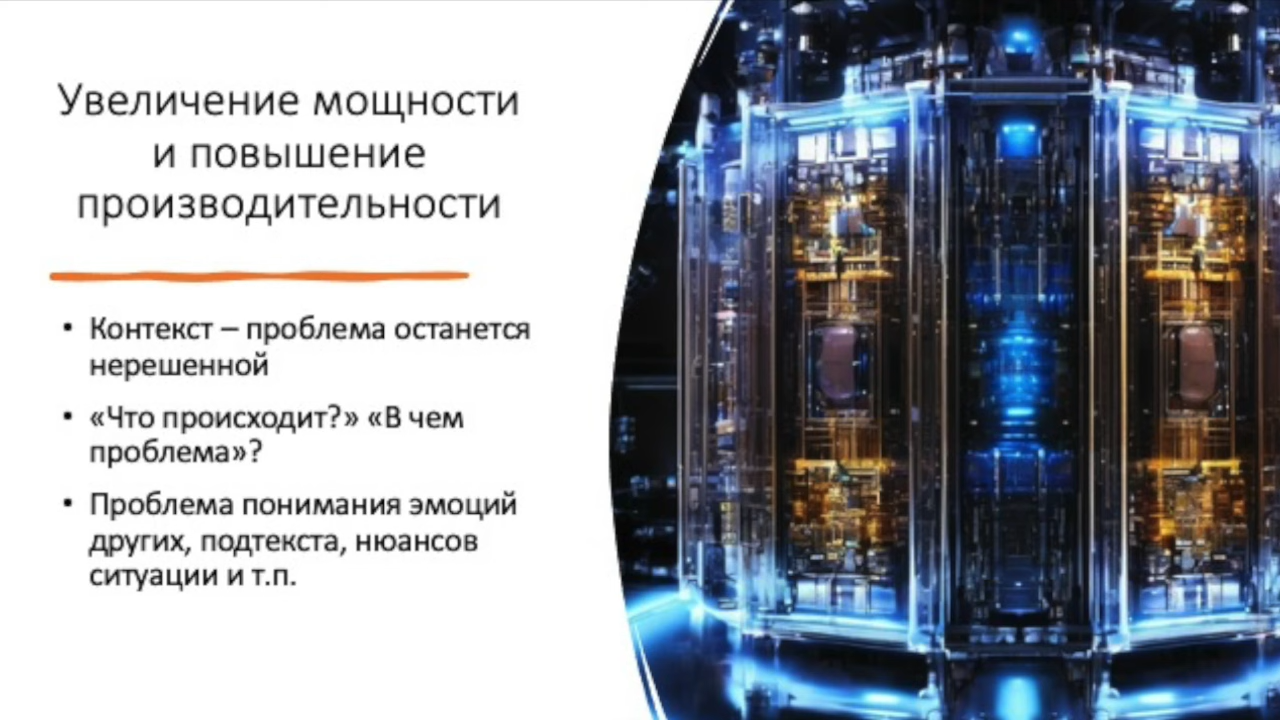 Увеличение мощности
и повышение
производительности
• Контекст – проблема останется
нерешенной
• «Что происходит?» «В чем
проблема»?
• Проблема понимания эмоций
других, подтекста, нюансов
ситуации и т.п.